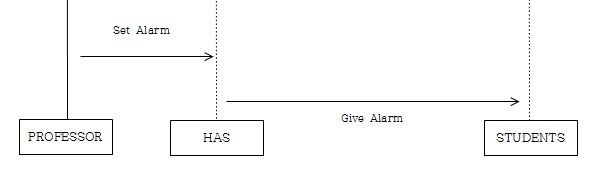 Set Alarm
Give Alarm
PROFESSOR
HAS
STUDENTS